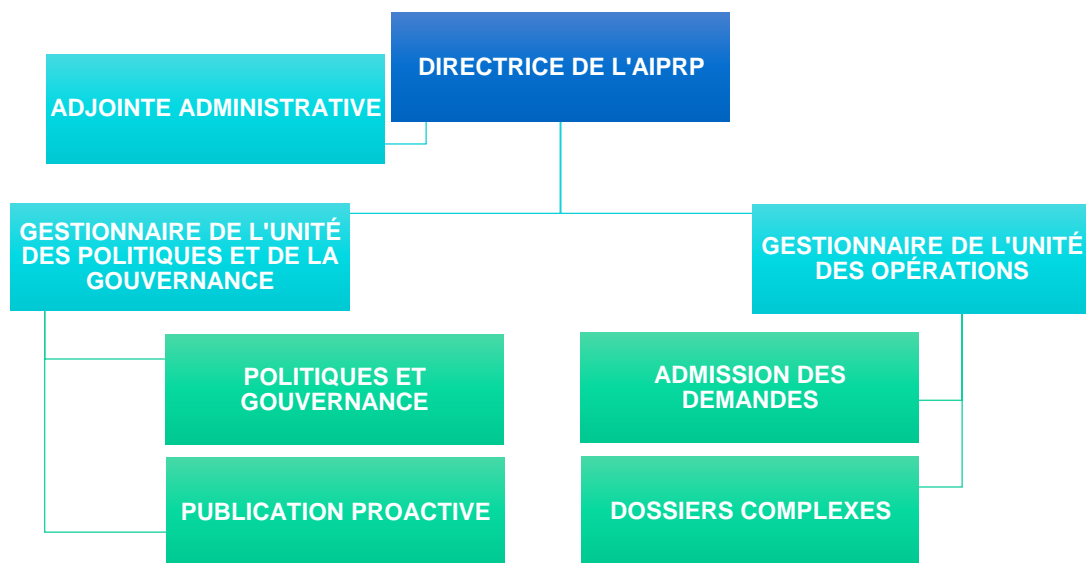 DIRECTRICE DE L'AIPRP
ADJOINTE ADMINISTRATIVE
GESTIONNAIRE DE L'UNITÉ
DES POLITIQUES ET DE LA
GOUVERNANCE
GESTIONNAIRE DE L'UNITÉ
DES OPÉRATIONS
POLITIQUES ET
GOUVERNANCE
ADMISSION DES
DEMANDES
PUBLICATION PROACTIVE
DOSSIERS COMPLEXES